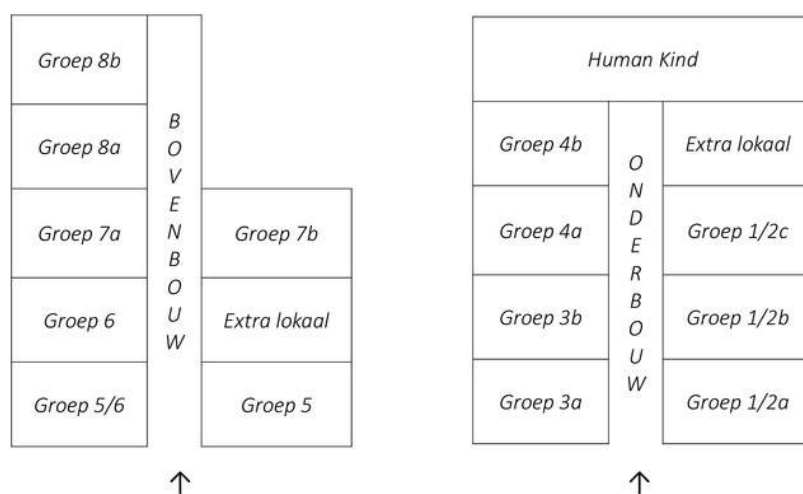 Groep 8b
Groep 8a
Groep 7a
Groep 6
Groep 5/6
BOVENBOUW
Groep 7b
Extra lokaal
Groep 5
Human Kind
Groep 4b
Groep 4a
Groep 3b
Groep 3a
ONDERBOUW
Extra lokaal
Groep 1/2c
Groep 1/2b
Groep 1/2a